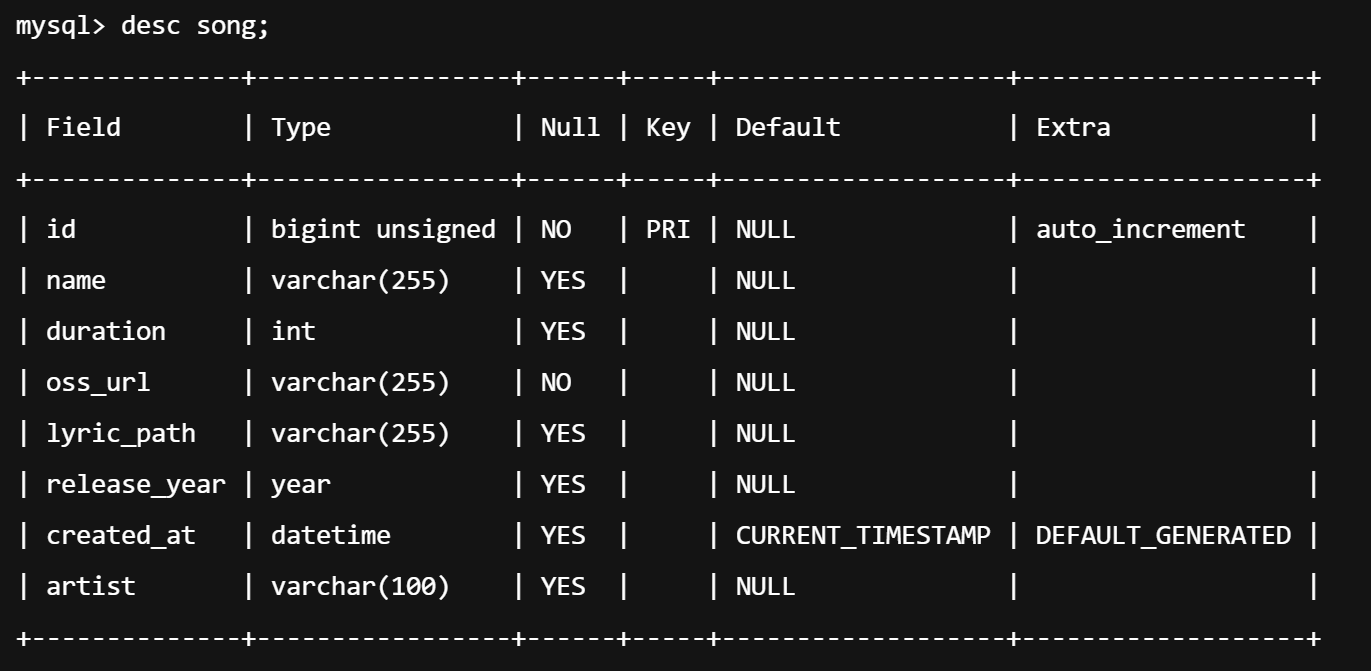 mysql> desc song;
+--------------+-----------------+------+-----+-------------------+-------------------+
| Field        | Type            | Null | Key | Default           | Extra             |
+--------------+-----------------+------+-----+-------------------+-------------------+
| id           | bigint unsigned | NO   | PRI | NULL              | auto_increment    |
| name         | varchar(255)    | YES  |     | NULL              |                   |
| duration     | int             | YES  |     | NULL              |                   |
| oss_url      | varchar(255)    | NO   |     | NULL              |                   |
| lyric_path   | varchar(255)    | YES  |     | NULL              |                   |
| release_year | year            | YES  |     | NULL              |                   |
| created_at   | datetime        | YES  |     | CURRENT_TIMESTAMP | DEFAULT_GENERATED |
| artist       | varchar(100)    | YES  |     | NULL              |                   |
+--------------+-----------------+------+-----+-------------------+-------------------+